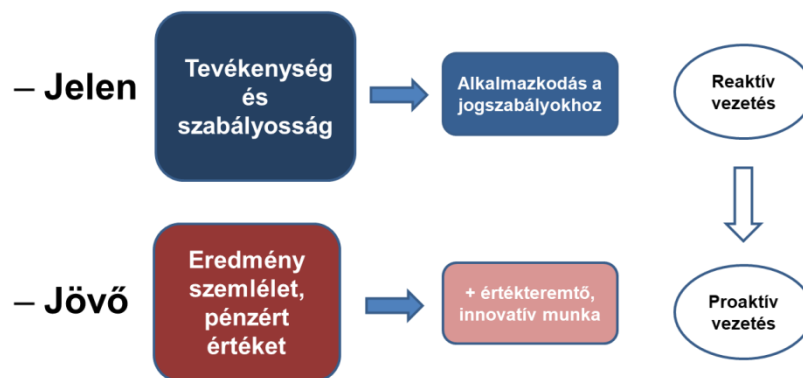 – Jelen
Tevékenység
és
szabályosság
Alkalmazkodás a
jogszabályokhoz
Reaktív
vezetés
– Jövő
Eredmény
szemlélet,
pénzért
értéket
+ értékteremtő,
innovatív munka
Proaktív
vezetés